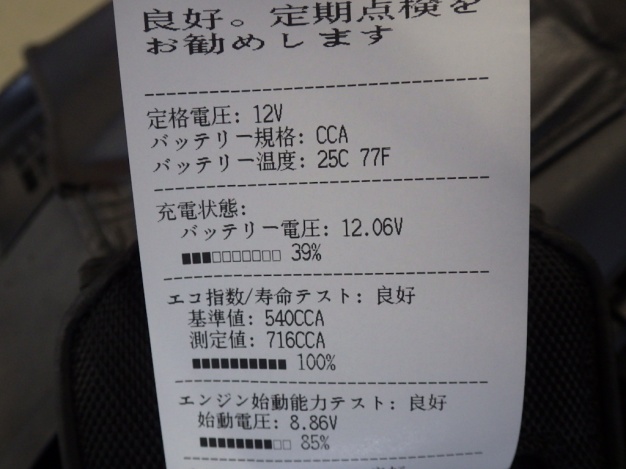 良好。定期点検を
お勧めします
定格電圧: 12V
バッテリー規格: CCA
バッテリー温度: 25C 77F
充電状態:
バッテリー電圧: 12.06V
■■■□□□□□□□ 39%
エコ指数/寿命テスト: 良好
基準値: 540CCA
測定値: 716CCA
■■■■■■■■■■ 100%
エンジン始動能力テスト: 良好
始動電圧: 8.86V
■■■■■■■■□□ 85%